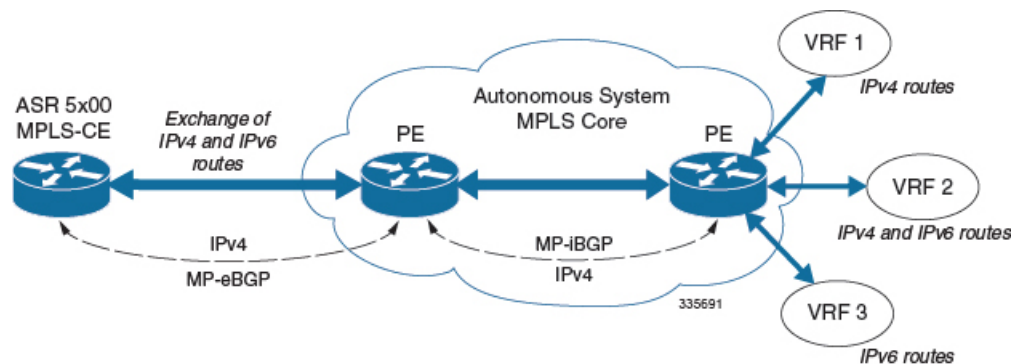 VRF 1
IPv4 routes
ASR 5x00
MPLS-CE
Exchange of
IPv4 and IPv6
routes
Autonomous System
MPLS Core
PE
PE
VRF 2
IPv4 and IPv6 routes
IPv4
MP-eBGP
MP-iBGP
IPv4
335691
VRF 3
IPv6 routes